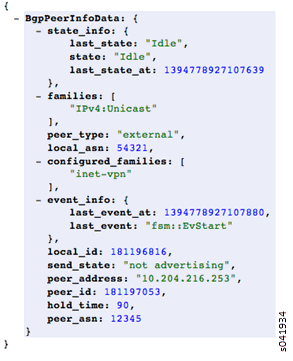 {
- BgpPeerInfoData: {
- state_info: {
last_state: "Idle",
state: "Idle",
last_state_at: 1394778927107639
},
- families: [
"IPv4:Unicast"
],
peer_type: "external",
local_asn: 54321,
- configured_families: [
"inet-vpn"
],
- event_info: {
last_event_at: 1394778927107880,
last_event: "fsm::EvStart"
},
local_id: 181196816,
send_state: "not advertising",
peer_address: "10.204.216.253",
peer_id: 181197053,
hold_time: 90,
peer_asn: 12345
}
}
s041934